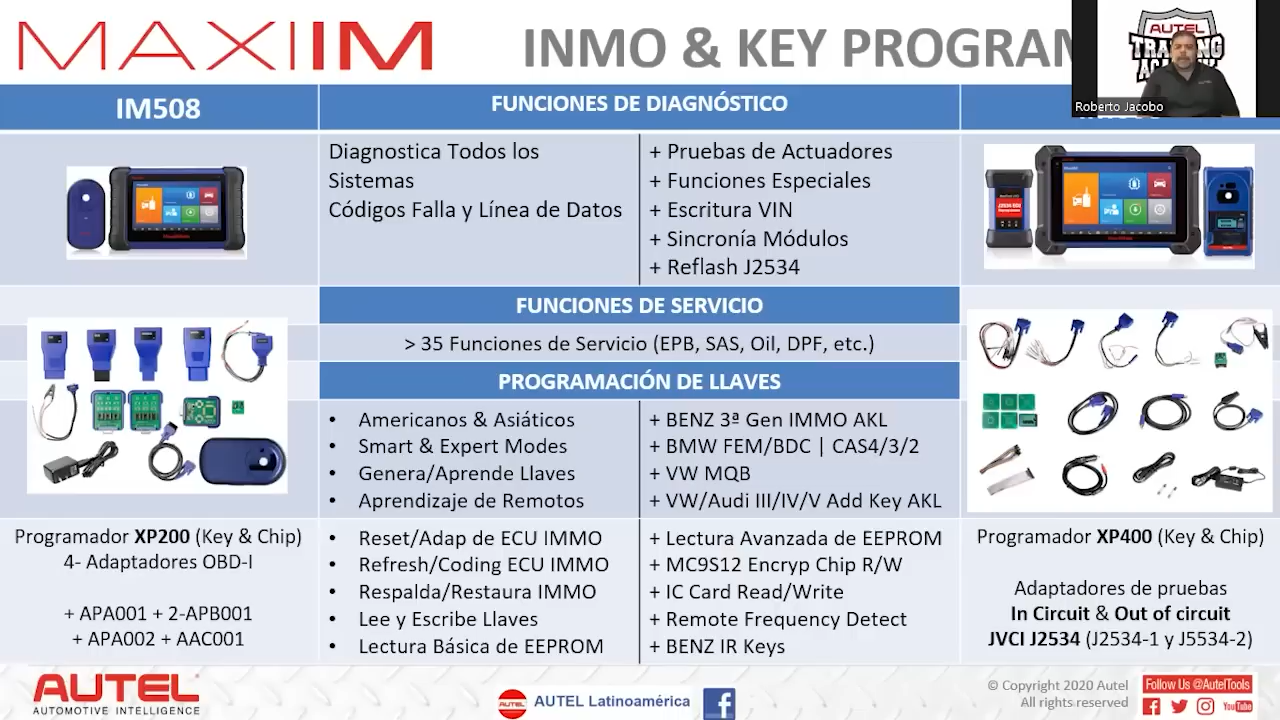 MAXIIM
INMO & KEY PROGRAM
AUTEL
TRAINING
Roberto Jacobo
IM508
FUNCIONES DE DIAGNÓSTICO
Diagnostica Todos los
Sistemas
Códigos Falla y Línea de Datos
+ Pruebas de Actuadores
+ Funciones Especiales
+ Escritura VIN
+ Sincronía Módulos
+ Reflash J2534
FUNCIONES DE SERVICIO
> 35 Funciones de Servicio (EPB, SAS, Oil, DPF, etc.)
PROGRAMACIÓN DE LLAVES
• Americanos & Asiáticos
• Smart & Expert Modes
• Genera/Aprende Llaves
• Aprendizaje de Remotos
+ BENZ 3ª Gen IMMO AKL
+ BMW FEM/BDC | CAS4/3/2
+ VW MQB
+ VW/Audi III/IV/V Add Key AKL
Programador XP200 (Key & Chip)
4- Adaptadores OBD-I
+ APA001 + 2-APB001
+ APA002 + AAC001
• Reset/Adap de ECU IMMO
• Refresh/Coding ECU IMMO
• Respalda/Restaura IMMO
• Lee y Escribe Llaves
• Lectura Básica de EEPROM
+ Lectura Avanzada de EEPROM
+ MC9S12 Encryp Chip R/W
+ IC Card Read/Write
+ Remote Frequency Detect
+ BENZ IR Keys
Programador XP400 (Key & Chip)
Adaptadores de pruebas
In Circuit & Out of circuit
JVCI J2534 (J2534-1 y J5534-2)
AUTEL
AUTOMOTIVE INTELLIGENCE
AUTEL
AUTEL Latinoamérica
© Copyright 2020 Autel
All rights reserved
Follow Us @AutelTools
YouTube